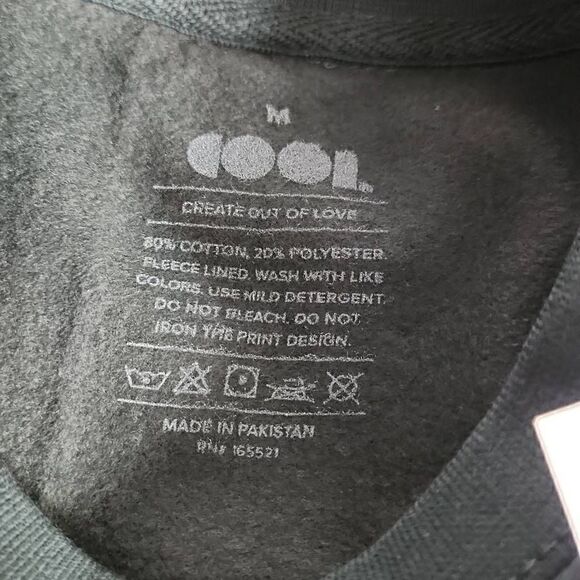 M
COOL
CREATE OUT OF LOVE
80% COTTON, 20% POLYESTER.
FLEECE LINED. WASH WITH LIKE
COLORS. USE MILD DETERGENT.
DO NOT BLEACH. DO NOT
IRON THE PRINT DESIGN.
MADE IN PAKISTAN
RN# 165521